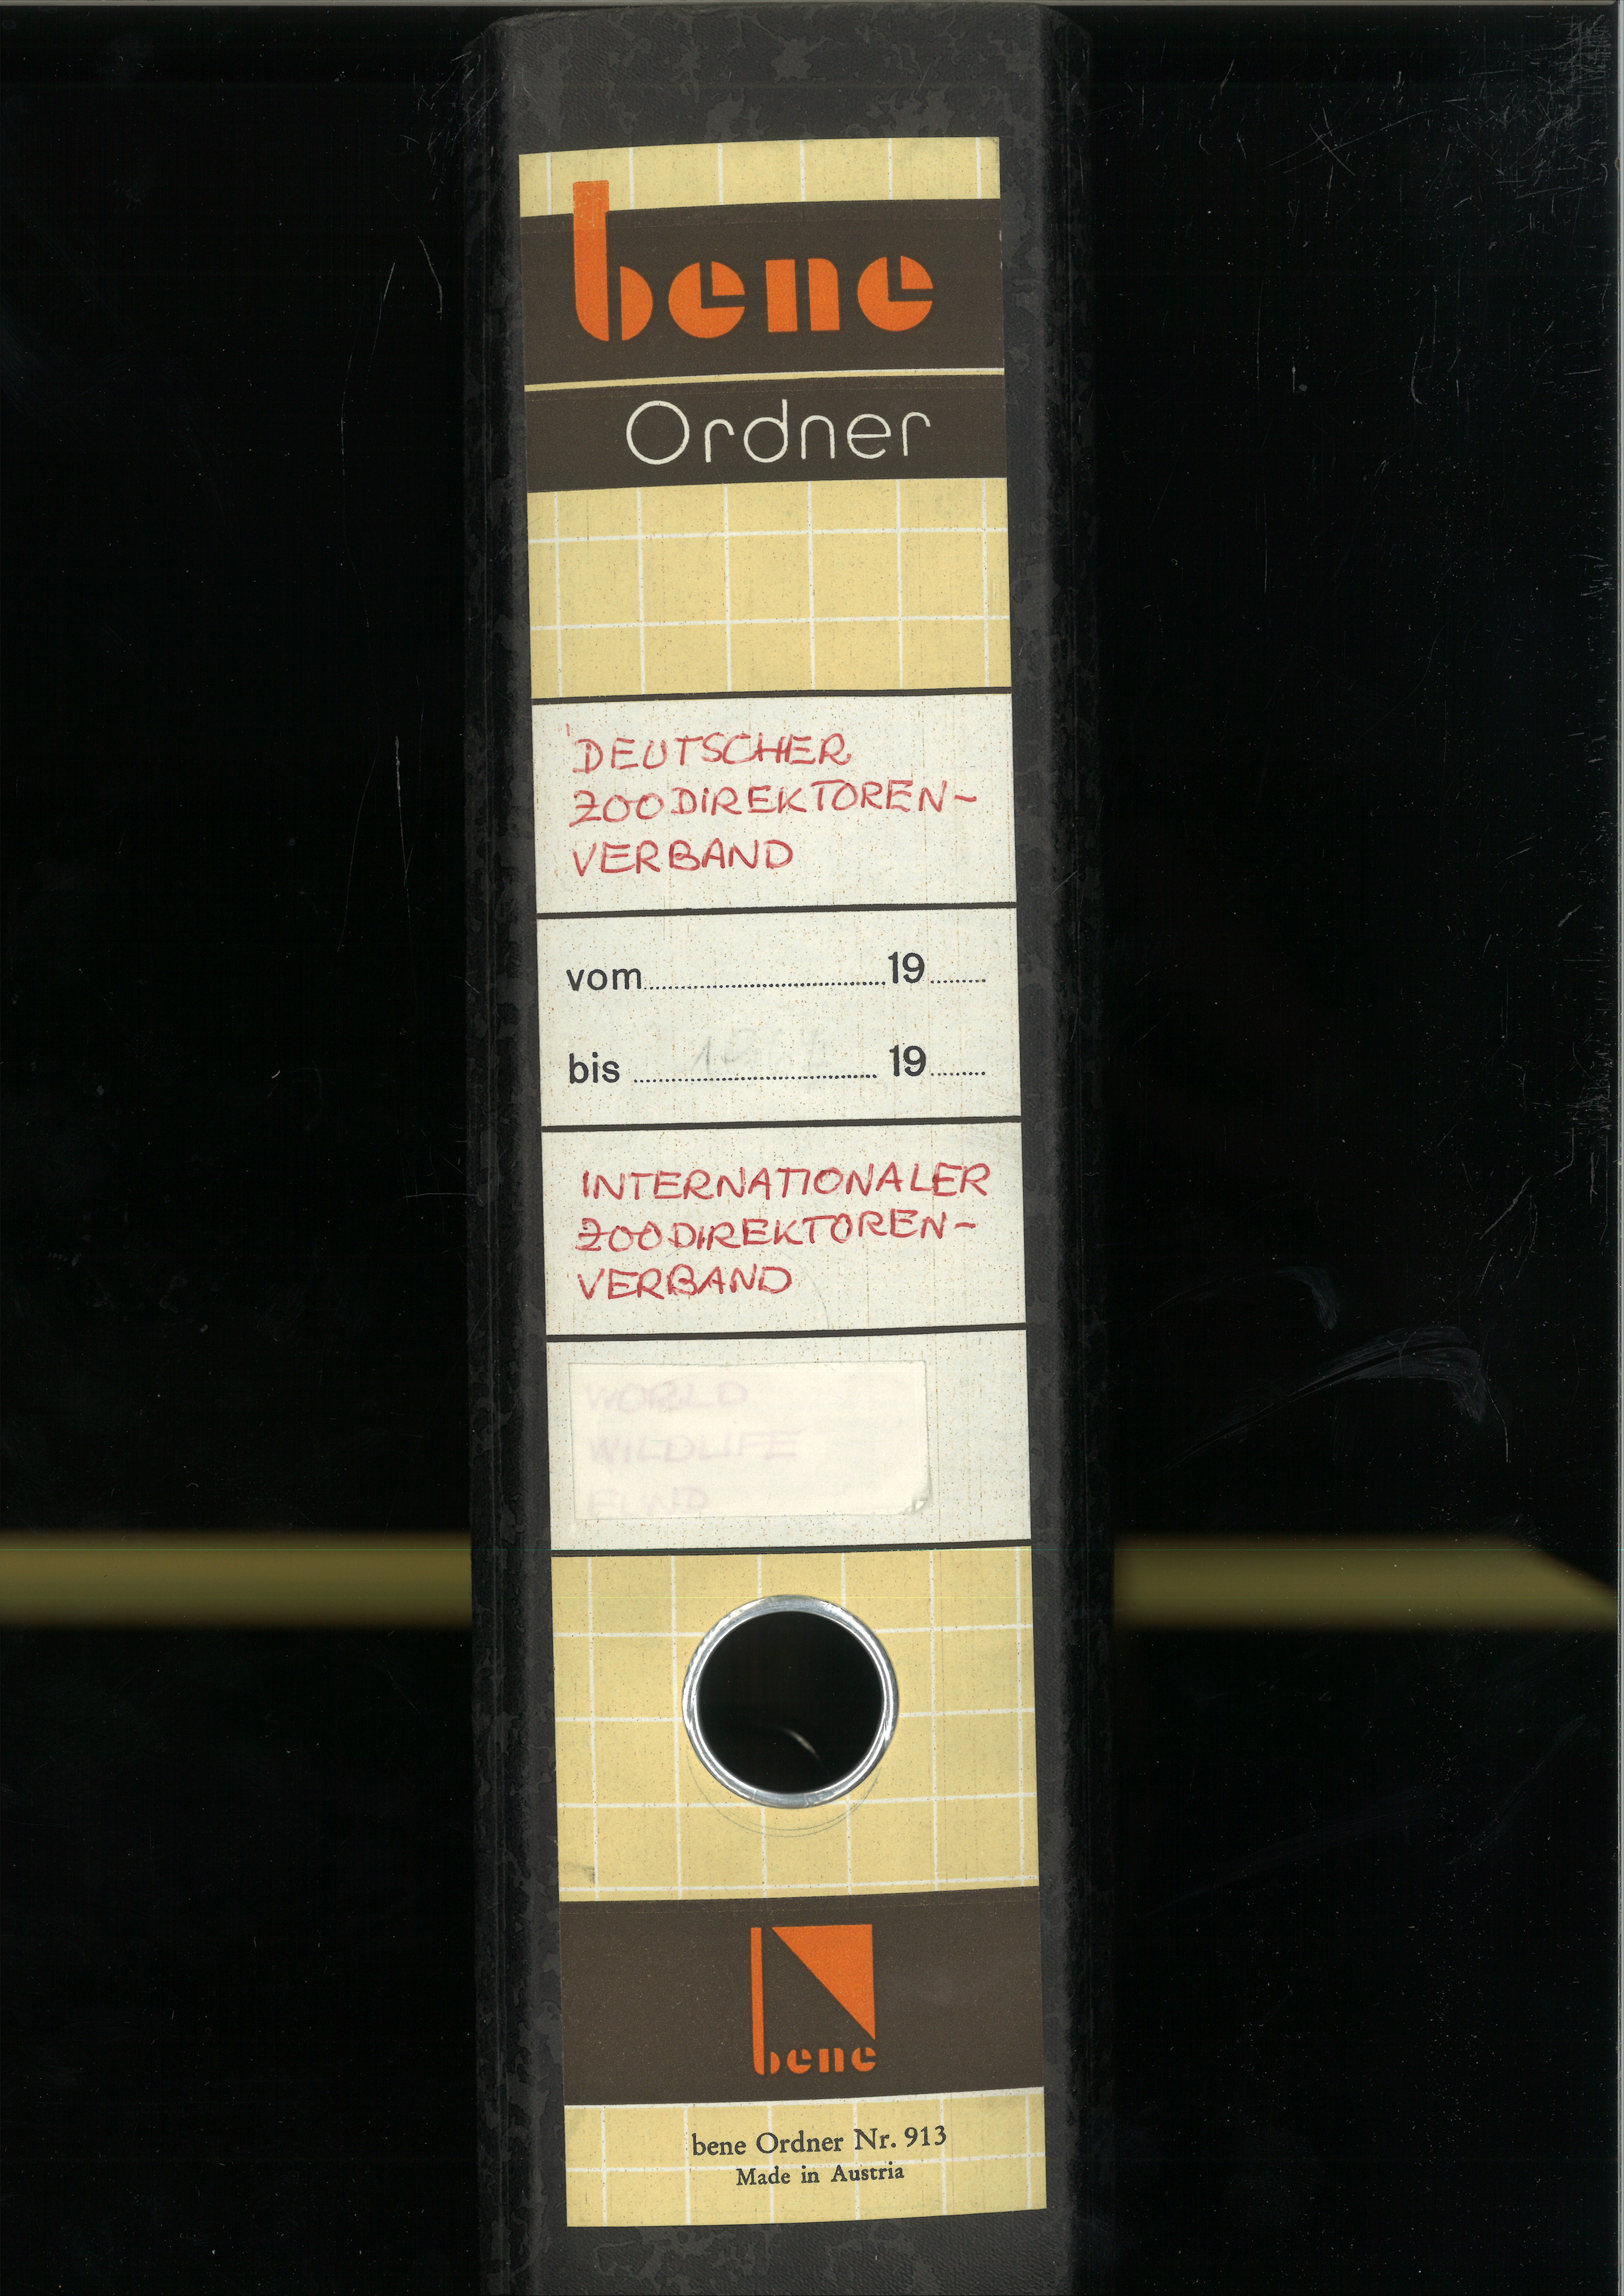 bene
Ordner
DEUTSCHER
ZOODIREKTOREN-
VERBAND
vom 19
bis 19
INTERNATIONALER
ZOODIREKTOREN-
VERBAND
WORLD
WILDLIFE
FUND
bene
bene Ordner Nr. 913
Made in Austria